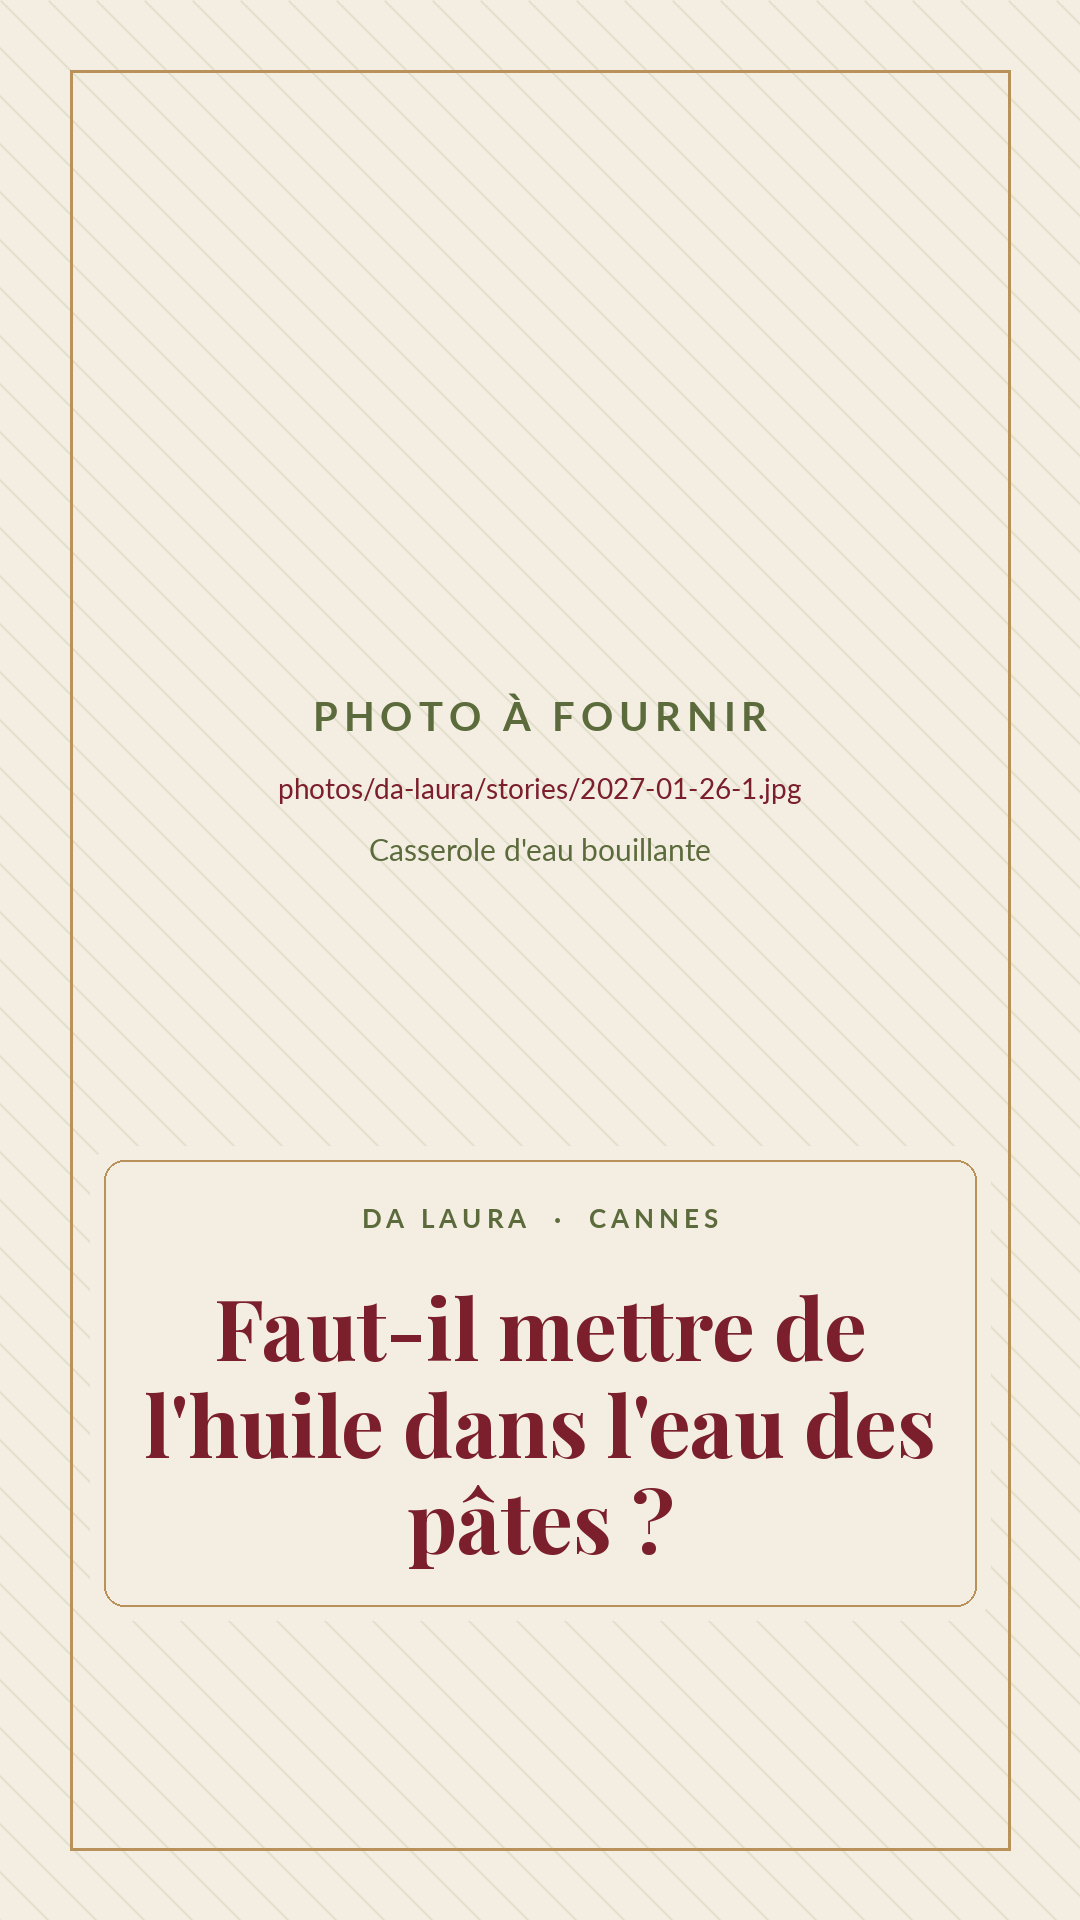 PHOTO À FOURNIR
photos/da-laura/stories/2027-01-26-1.jpg
Casserole d'eau bouillante
DA LAURA · CANNES
Faut-il mettre de
l'huile dans l'eau des
pâtes ?